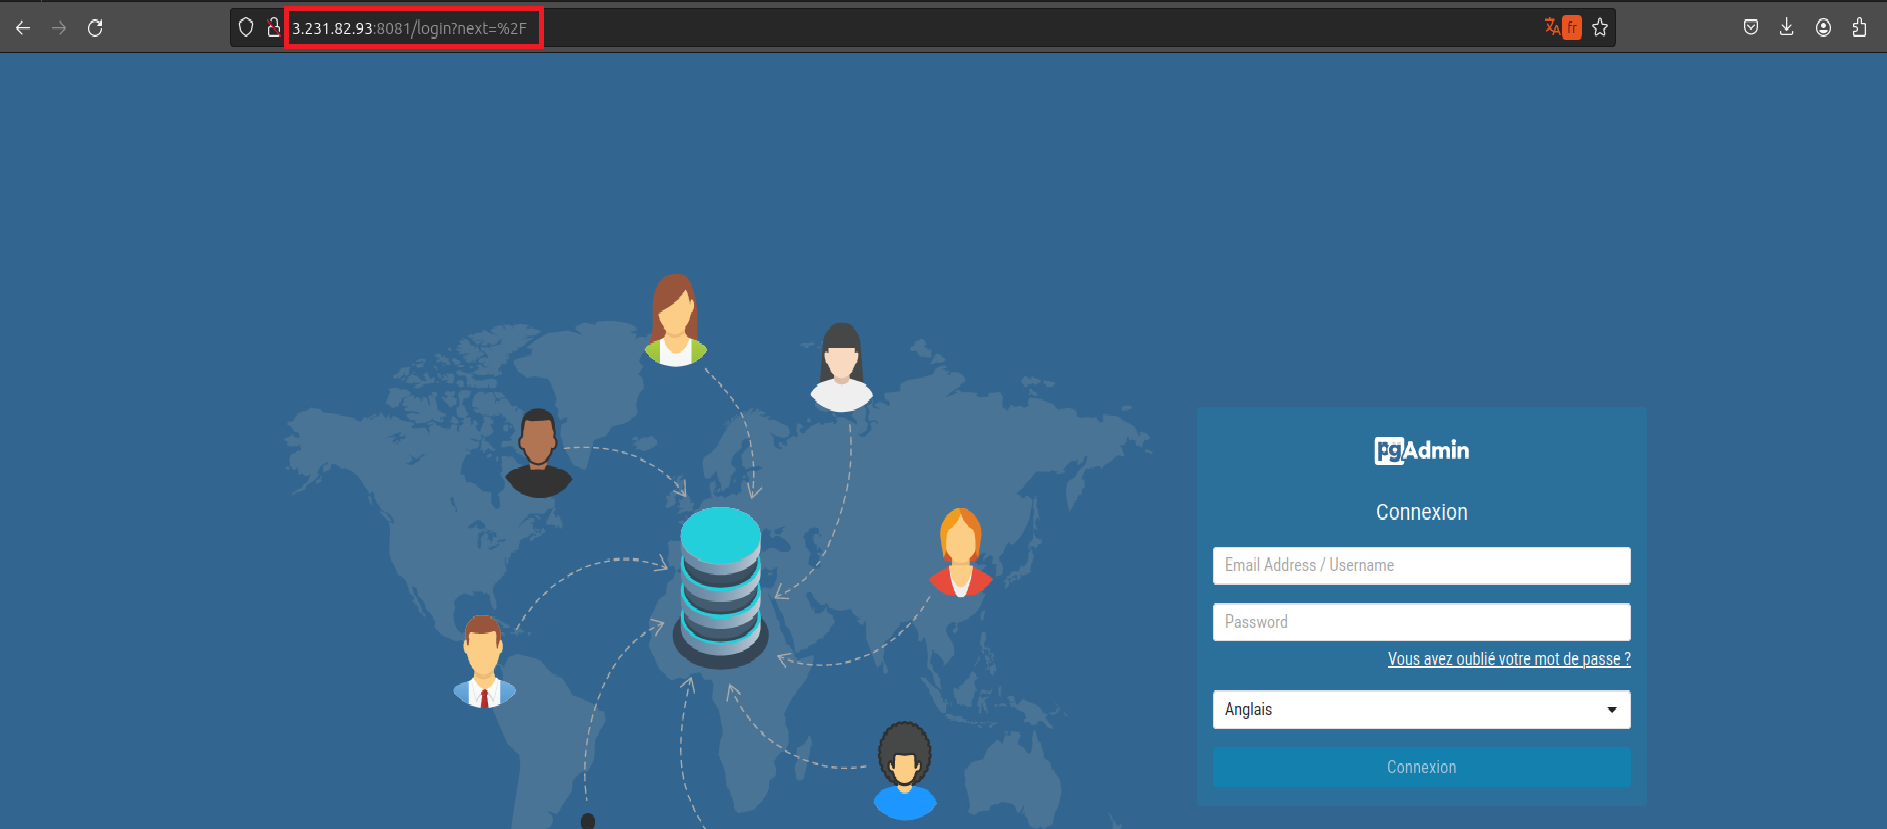 3.231.82.93:8081/login?next=%2F
fr
pgAdmin
Connexion
Email Address / Username
Password
Vous avez oublié votre mot de passe ?
Anglais
Connexion